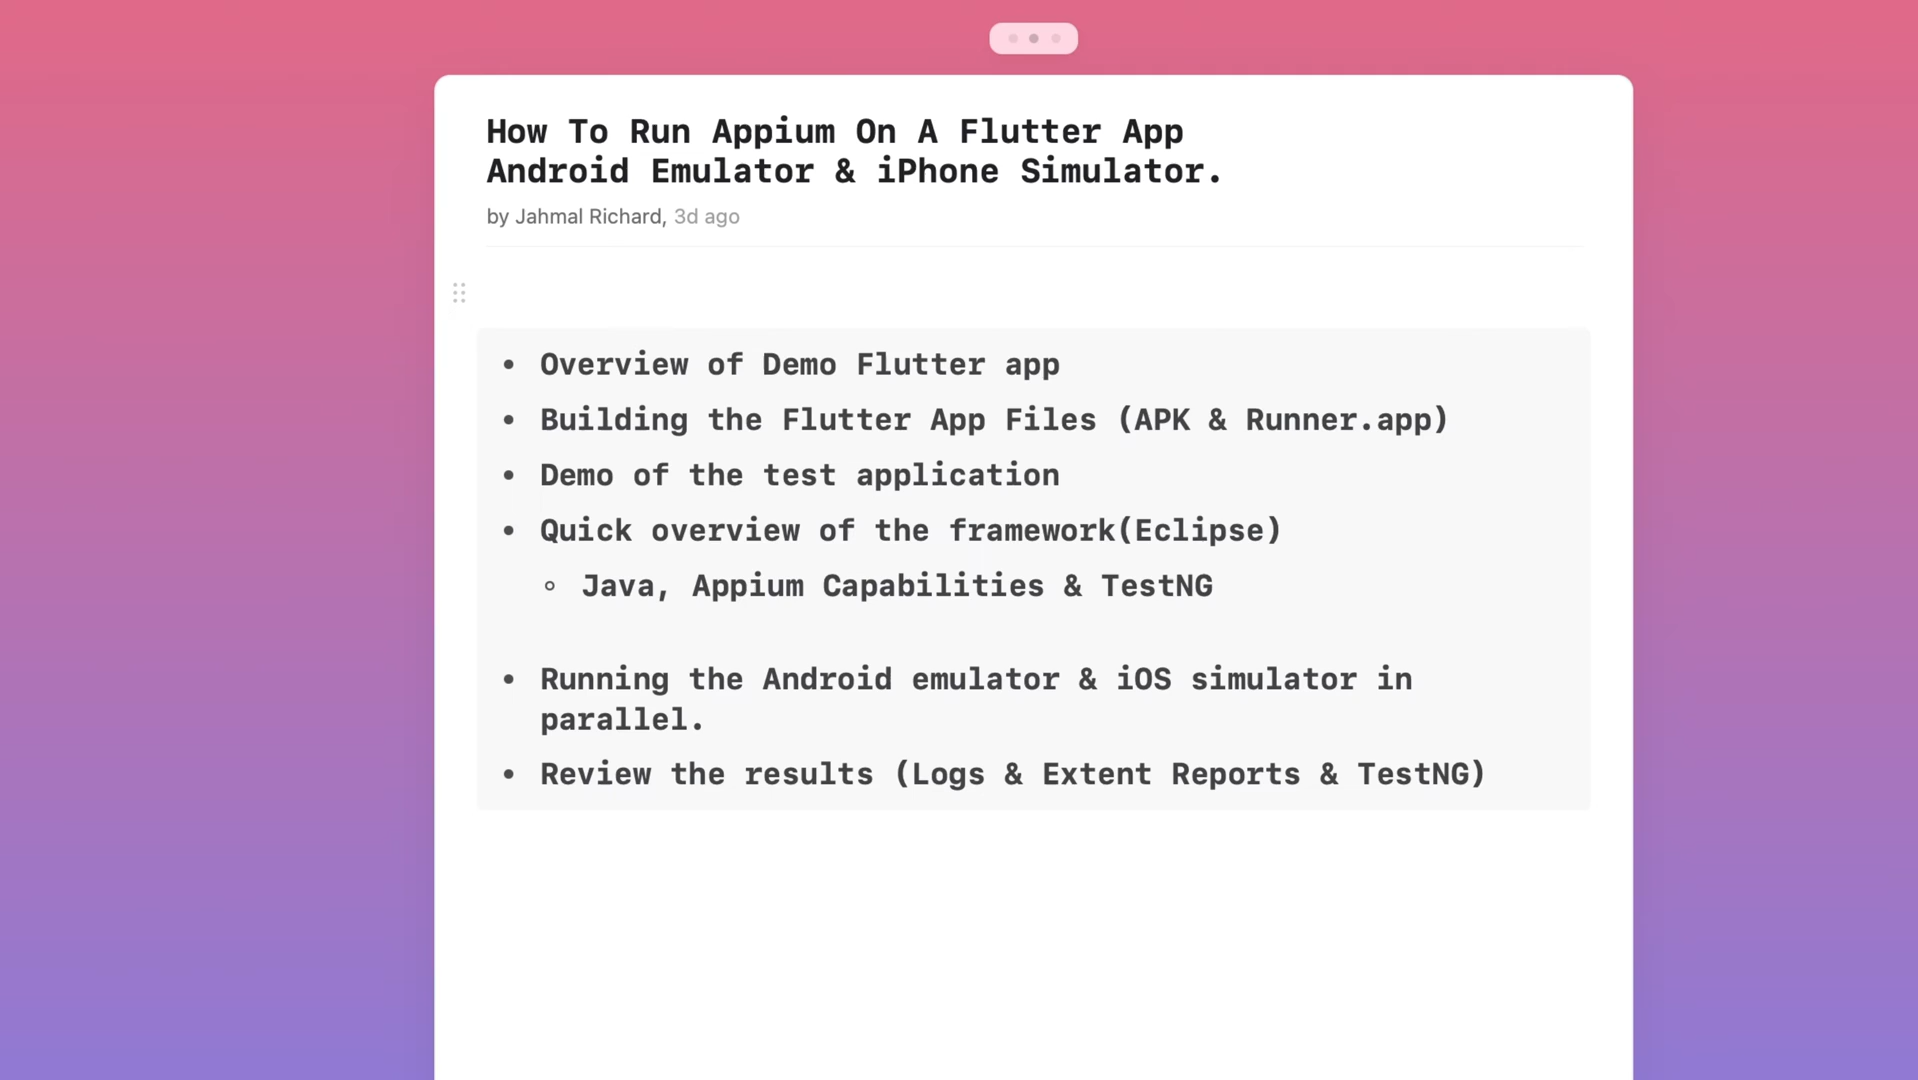 How To Run Appium On A Flutter App
Android Emulator & iPhone Simulator.
by Jahmal Richard, 3d ago
• Overview of Demo Flutter app
• Building the Flutter App Files (APK & Runner.app)
• Demo of the test application
• Quick overview of the framework(Eclipse)
◦ Java, Appium Capabilities & TestNG
• Running the Android emulator & iOS simulator in
parallel.
• Review the results (Logs & Extent Reports & TestNG)